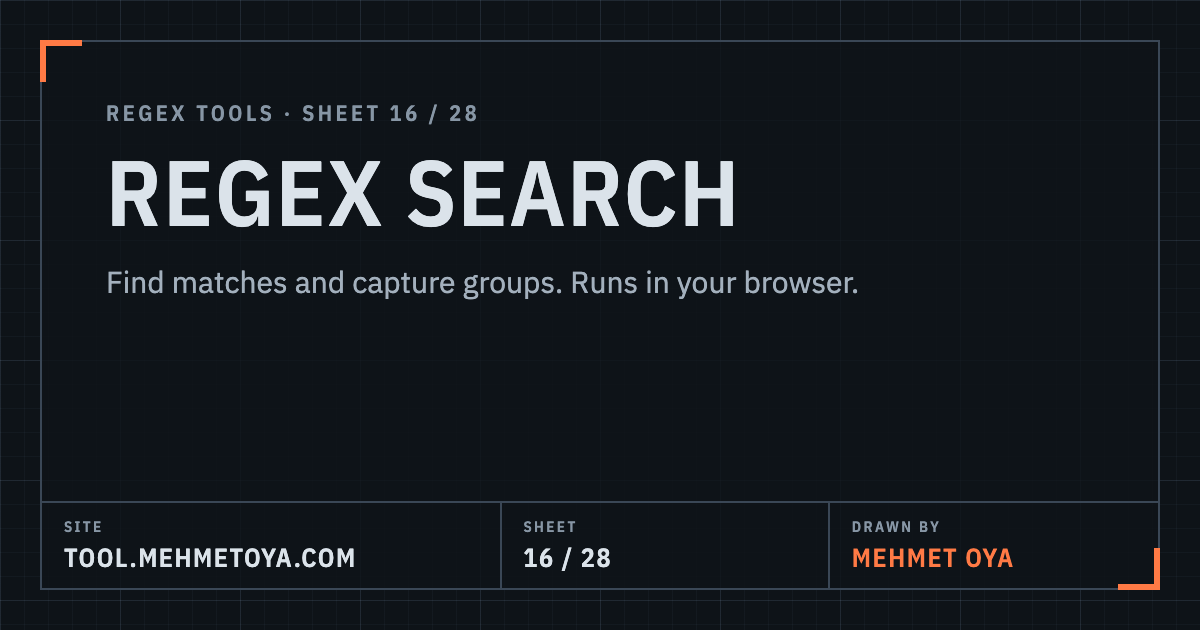 REGEX TOOLS · SHEET 16 / 28
REGEX SEARCH
Find matches and capture groups. Runs in your browser.
SITE
TOOL.MEHMETOYA.COM
SHEET
16 / 28
DRAWN BY
MEHMET OYA